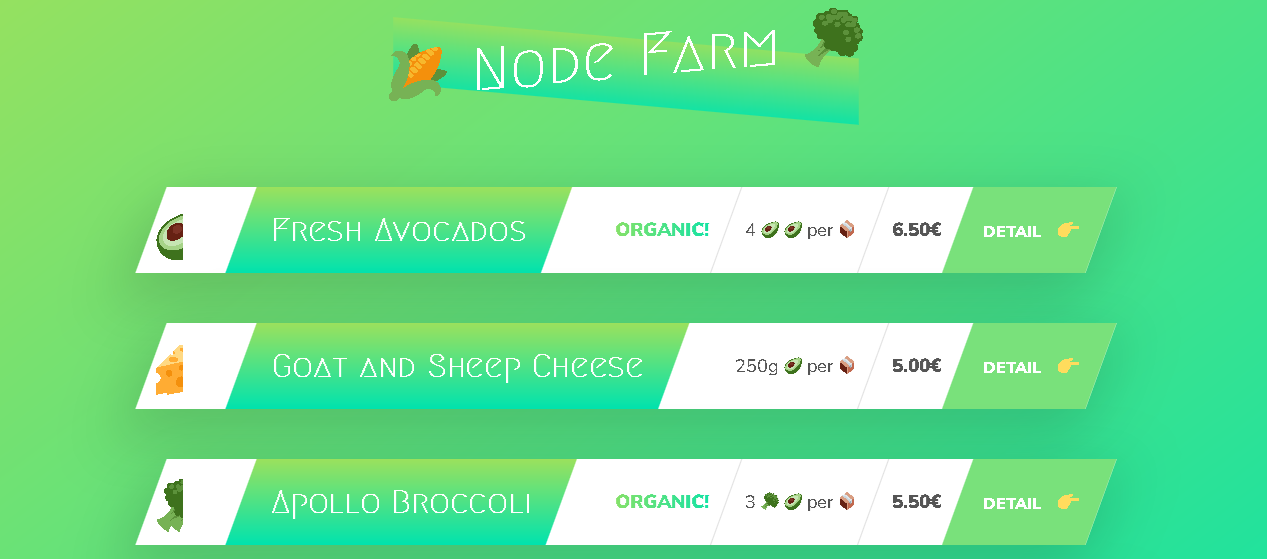 Node Farm
Fresh Avocados ORGANIC! 4 🥑 🥑 per 📦 6.50€ DETAIL 👉
Goat and Sheep Cheese 250g 🥑 per 📦 5.00€ DETAIL 👉
Apollo Broccoli ORGANIC! 3 🥦 🥑 per 📦 5.50€ DETAIL 👉